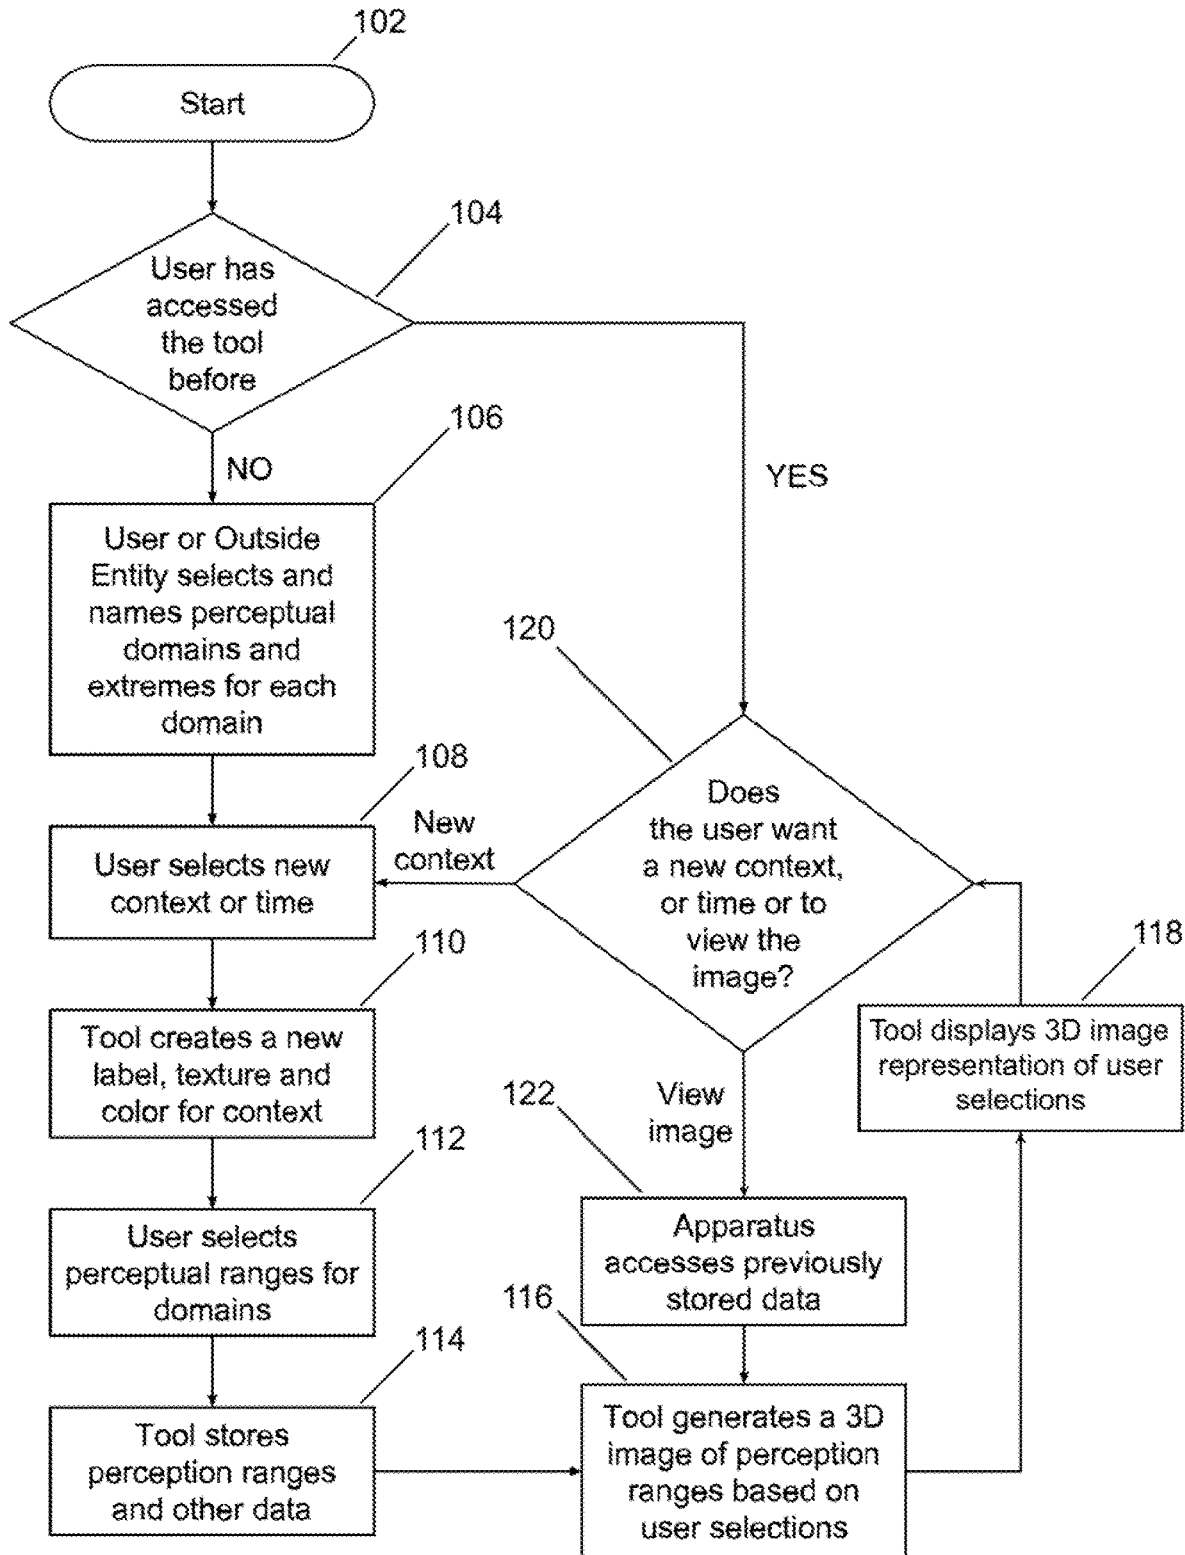 102
Start
104
User has
accessed
the tool
before
106
NO
YES
User or Outside
Entity selects and
names perceptual
domains and
extremes for each
domain
120
108
New
context
Does
the user want
a new context,
or time or to
view the
image?
User selects new
context or time
110
118
Tool creates a new
label, texture and
color for context
Tool displays 3D image
representation of user
selections
View
image
122
112
User selects
perceptual ranges for
domains
Apparatus
accesses previously
stored data
116
114
Tool stores
perception ranges
and other data
Tool generates a 3D
image of perception
ranges based on
user selections